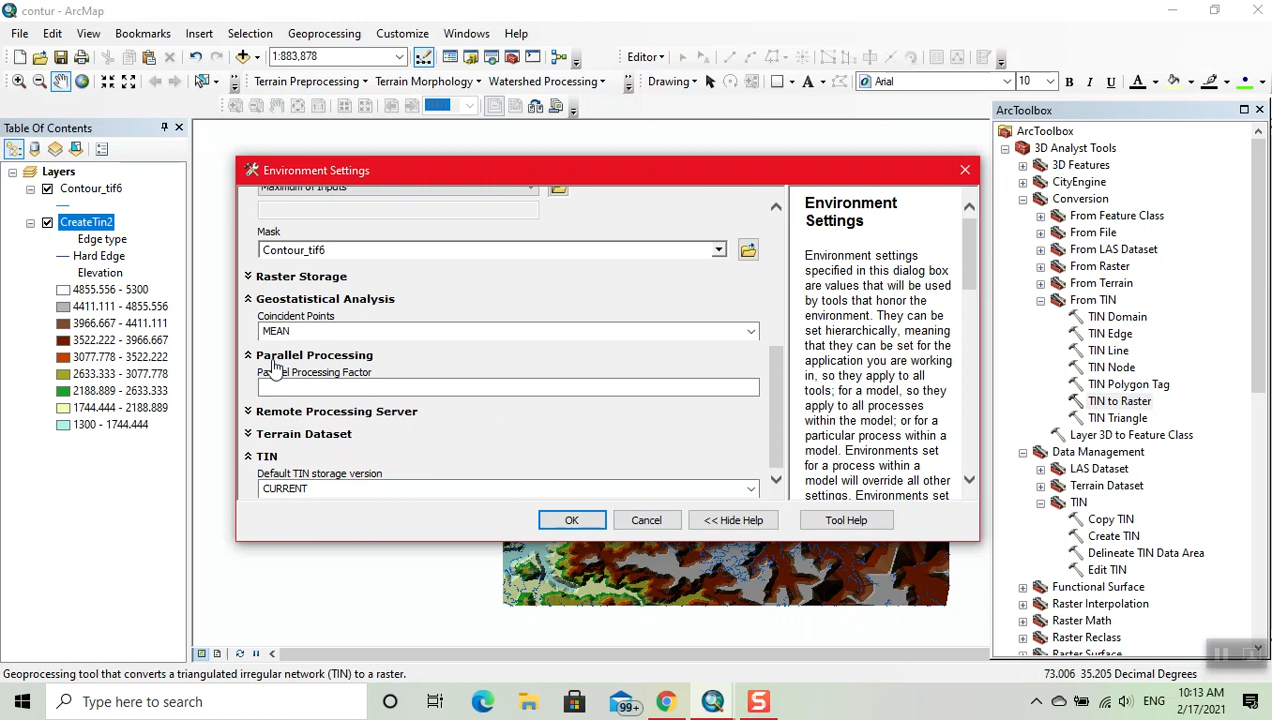 contur - ArcMap
File Edit View Bookmarks Insert Selection Geoprocessing Customize Windows Help
1:883,878
Editor
Terrain Preprocessing Terrain Morphology Watershed Processing
Drawing
Arial
10
B I U A
Table Of Contents
Layers
Contour_tif6
CreateTin2
Edge type
Hard Edge
Elevation
4855.556 - 5300
4411.111 - 4855.556
3966.667 - 4411.111
3522.222 - 3966.667
3077.778 - 3522.222
2633.333 - 3077.778
2188.889 - 2633.333
1744.444 - 2188.889
1300 - 1744.444
Environment Settings
Maximum of Inputs
Mask
Contour_tif6
Raster Storage
Geostatistical Analysis
Coincident Points
MEAN
Parallel Processing
Parallel Processing Factor
Remote Processing Server
Terrain Dataset
TIN
Default TIN storage version
CURRENT
OK
Cancel
<< Hide Help
Tool Help
Environment
Settings
Environment settings
specified in this dialog box
are values that will be used
by tools that honor the
environment. They can be
set hierarchically, meaning
that they can be set for the
application you are working
in, so they apply to all
tools; for a model, so they
apply to all processes
within the model; or for a
particular process within a
model. Environments set
for a process within a
model will override all other
settings. Environments set
ArcToolbox
ArcToolbox
3D Analyst Tools
3D Features
CityEngine
Conversion
From Feature Class
From File
From LAS Dataset
From Raster
From Terrain
From TIN
TIN Domain
TIN Edge
TIN Line
TIN Node
TIN Polygon Tag
TIN to Raster
TIN Triangle
Layer 3D to Feature Class
Data Management
LAS Dataset
Terrain Dataset
TIN
Copy TIN
Create TIN
Delineate TIN Data Area
Edit TIN
Functional Surface
Raster Interpolation
Raster Math
Raster Reclass
Raster Surface
Geoprocessing tool that converts a triangulated irregular network (TIN) to a raster.
73.006 35.205 Decimal Degrees
Type here to search
99+
ENG
10:13 AM
2/17/2021